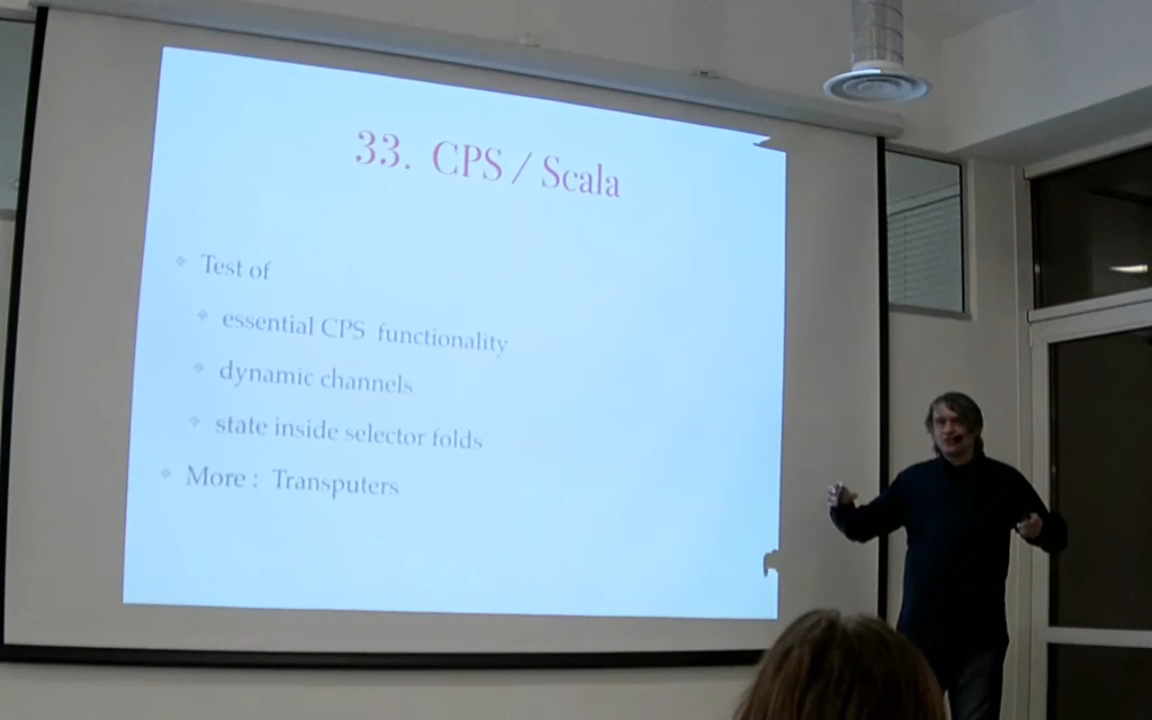 33. CPS / Scala
Test of
essential CPS functionality
dynamic channels
state inside selector folds
More : Transputers